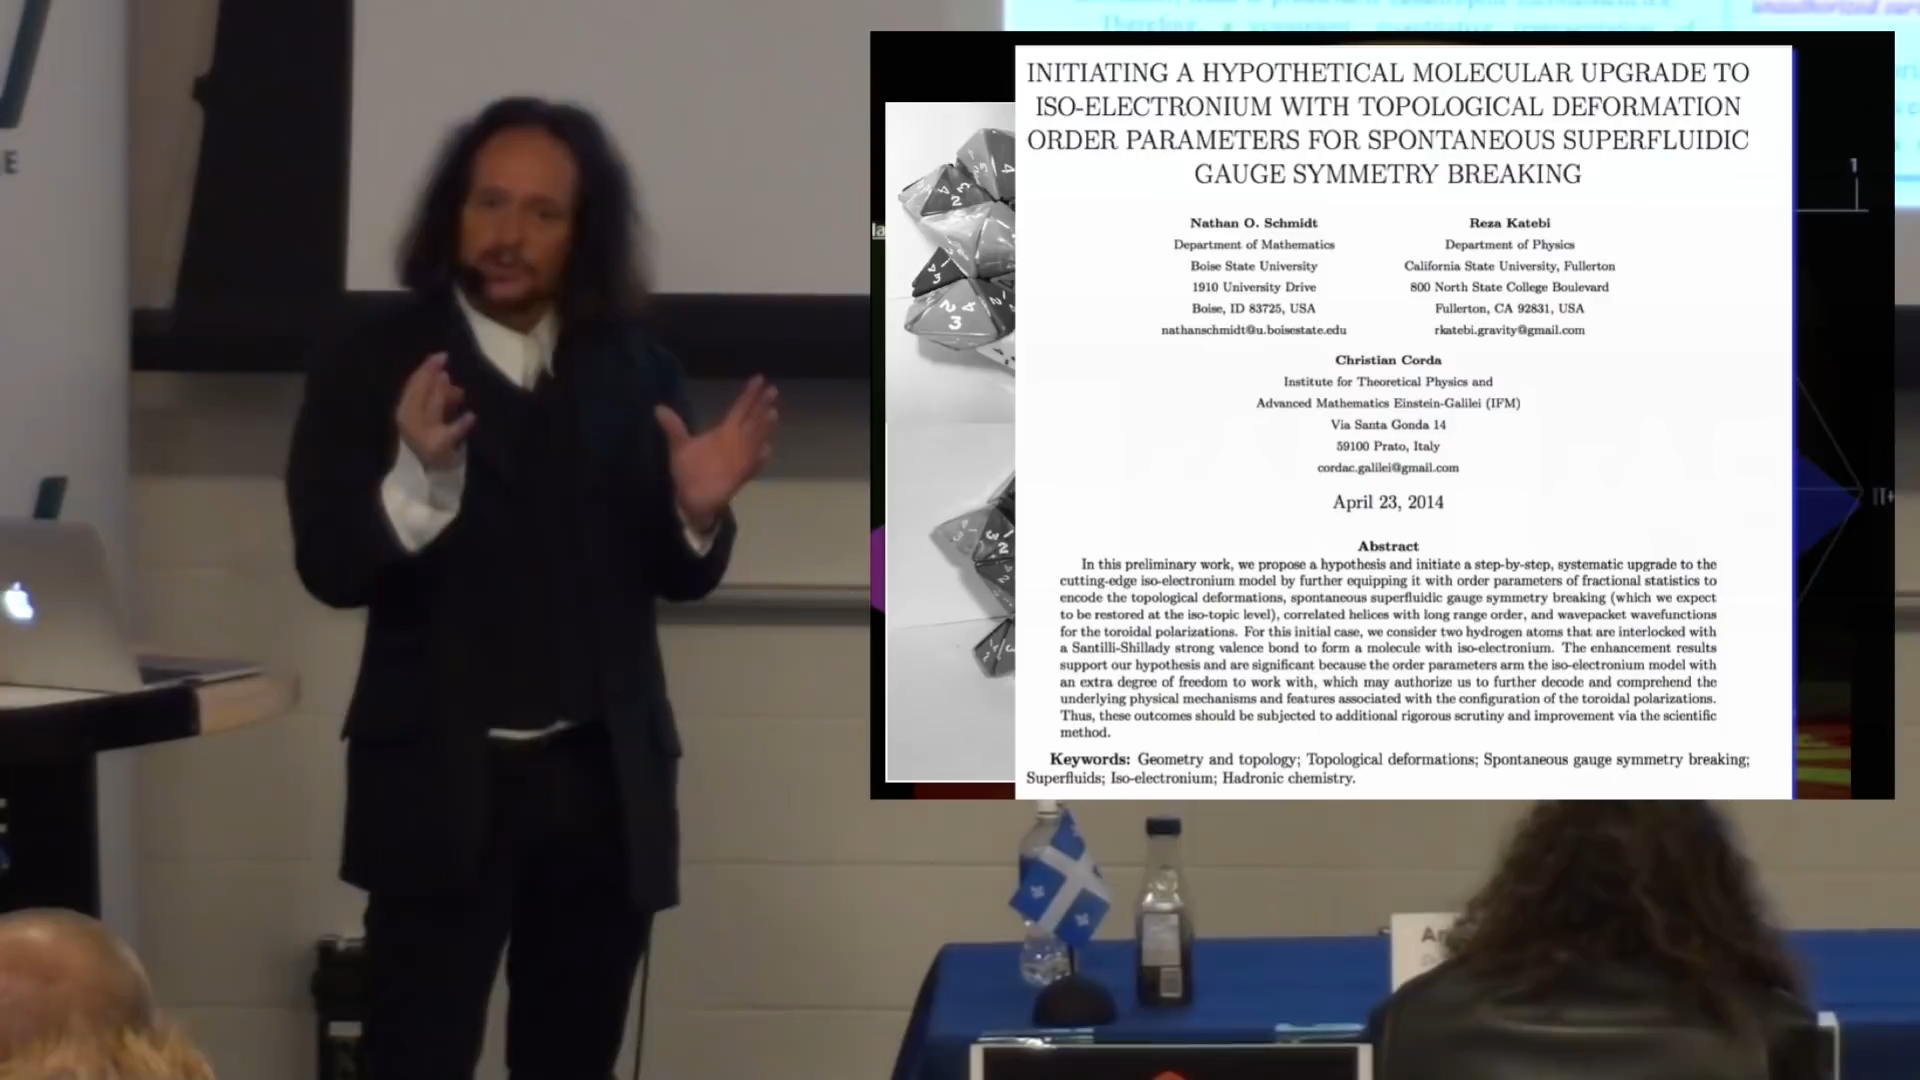 Therefore, a
unauthorized
E
INITIATING A HYPOTHETICAL MOLECULAR UPGRADE TO
ISO-ELECTRONIUM WITH TOPOLOGICAL DEFORMATION
ORDER PARAMETERS FOR SPONTANEOUS SUPERFLUIDIC
GAUGE SYMMETRY BREAKING
Nathan O. Schmidt
Department of Mathematics
Boise State University
1910 University Drive
Boise, ID 83725, USA
nathanschmidt@u.boisestate.edu
Reza Katebi
Department of Physics
California State University, Fullerton
800 North State College Boulevard
Fullerton, CA 92831, USA
rkatebi.gravity@gmail.com
Christian Corda
Institute for Theoretical Physics and
Advanced Mathematics Einstein-Galilei (IFM)
Via Santa Gonda 14
59100 Prato, Italy
cordac.galilei@gmail.com
April 23, 2014
Abstract
In this preliminary work, we propose a hypothesis and initiate a step-by-step, systematic upgrade to the
cutting-edge iso-electronium model by further equipping it with order parameters of fractional statistics to
encode the topological deformations, spontaneous superfluidic gauge symmetry breaking (which we expect
to be restored at the iso-topic level), correlated helices with long range order, and wavepacket wavefunctions
for the toroidal polarizations. For this initial case, we consider two hydrogen atoms that are interlocked with
a Santilli-Shillady strong valence bond to form a molecule with iso-electronium. The enhancement results
support our hypothesis and are significant because the order parameters arm the iso-electronium model with
an extra degree of freedom to work with, which may authorize us to further decode and comprehend the
underlying physical mechanisms and features associated with the configuration of the toroidal polarizations.
Thus, these outcomes should be subjected to additional rigorous scrutiny and improvement via the scientific
method.
Keywords: Geometry and topology; Topological deformations; Spontaneous gauge symmetry breaking;
Superfluids; Iso-electronium; Hadronic chemistry.